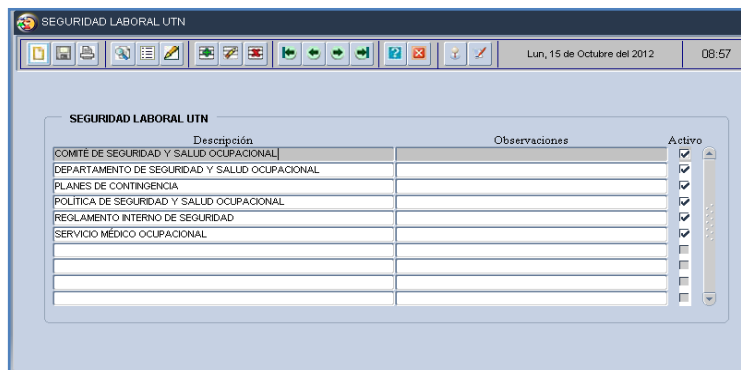 SEGURIDAD LABORAL UTN
Lun, 15 de Octubre del 2012 08:57
SEGURIDAD LABORAL UTN
Descripción Observaciones Activo
COMITÉ DE SEGURIDAD Y SALUD OCUPACIONAL
DEPARTAMENTO DE SEGURIDAD Y SALUD OCUPACIONAL
PLANES DE CONTINGENCIA
POLÍTICA DE SEGURIDAD Y SALUD OCUPACIONAL
REGLAMENTO INTERNO DE SEGURIDAD
SERVICIO MÉDICO OCUPACIONAL